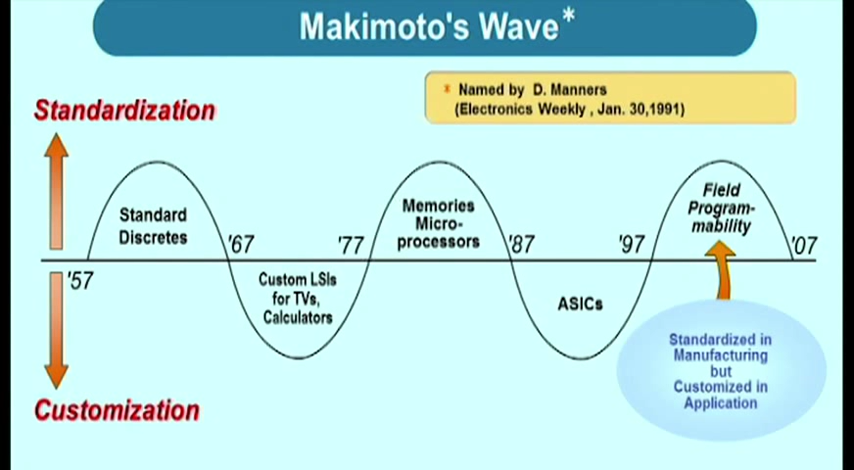 Makimoto's Wave*
* Named by D. Manners
(Electronics Weekly , Jan. 30,1991)
Standardization
Standard
Discretes
Memories
Micro-
processors
Field
Program-
mability
'57
'67
'77
'87
'97
'07
Custom LSIs
for TVs,
Calculators
ASICs
Standardized in
Manufacturing
but
Customized in
Application
Customization